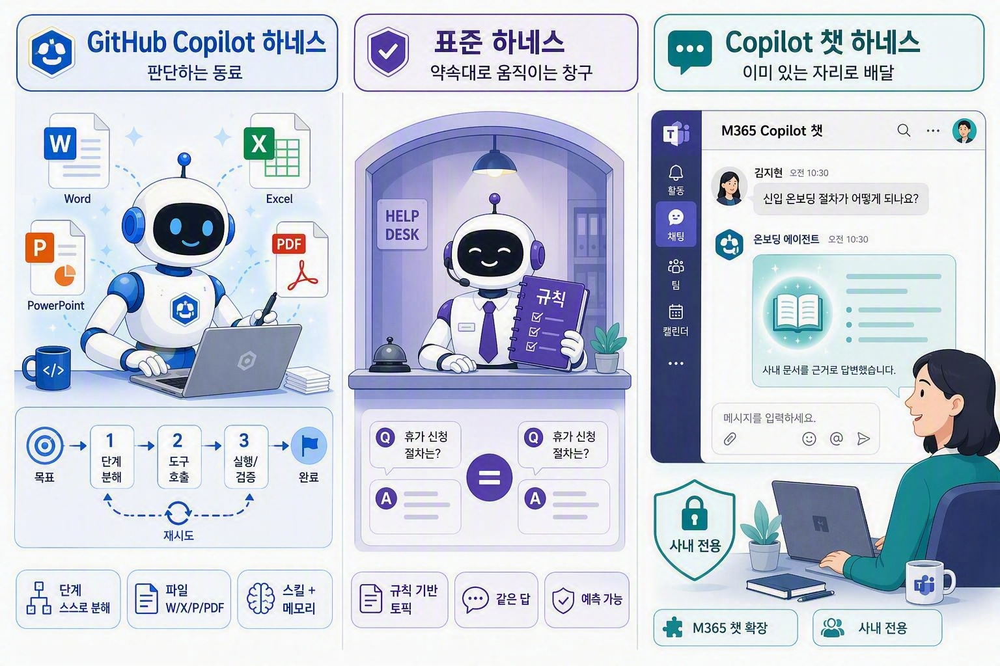 GitHub Copilot 하네스
판단하는 동료
W
Word
X
Excel
P
PowerPoint
PDF
</>
목표
1
단계
분해
2
도구
호출
3
실행/
검증
완료
재시도
단계
스스로 분해
파일
W/X/P/PDF
스킬 +
메모리
표준 하네스
약속대로 움직이는 창구
HELP
DESK
규칙
Q
휴가 신청
절차는?
A
=
Q
휴가 신청
절차는?
A
규칙 기반
토픽
같은 답
예측 가능
Copilot 챗 하네스
이미 있는 자리로 배달
T
활동
채팅
팀
캘린더
M365 Copilot 챗
김지현 오전 10:30
신입 온보딩 절차가 어떻게 되나요?
온보딩 에이전트 오전 10:30
사내 문서를 근거로 답변했습니다.
메시지를 입력하세요.
@
사내 전용
T
M365 챗 확장
사내 전용